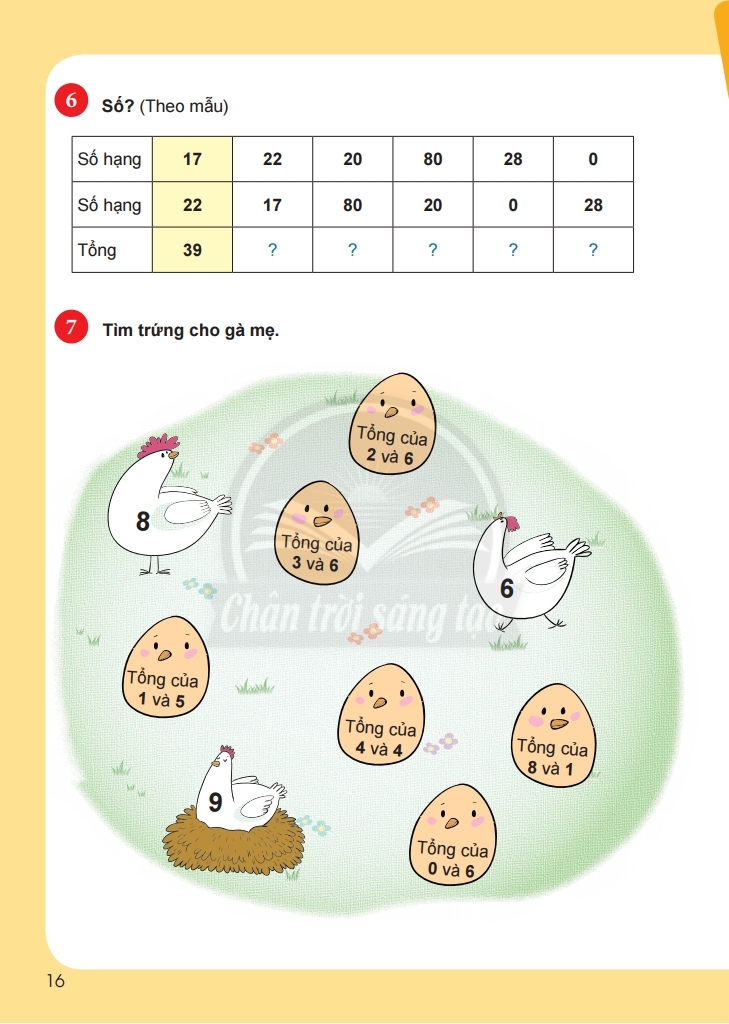 6 Số? (Theo mẫu)
Số hạng 17 22 20 80 28 0
Số hạng 22 17 80 20 0 28
Tổng 39 ? ? ? ? ?
7 Tìm trứng cho gà mẹ.
Tổng của
2 và 6
8
Tổng của
3 và 6
6
Chân trời sáng tạo
Tổng của
1 và 5
Tổng của
4 và 4
Tổng của
8 và 1
9
Tổng của
0 và 6
16